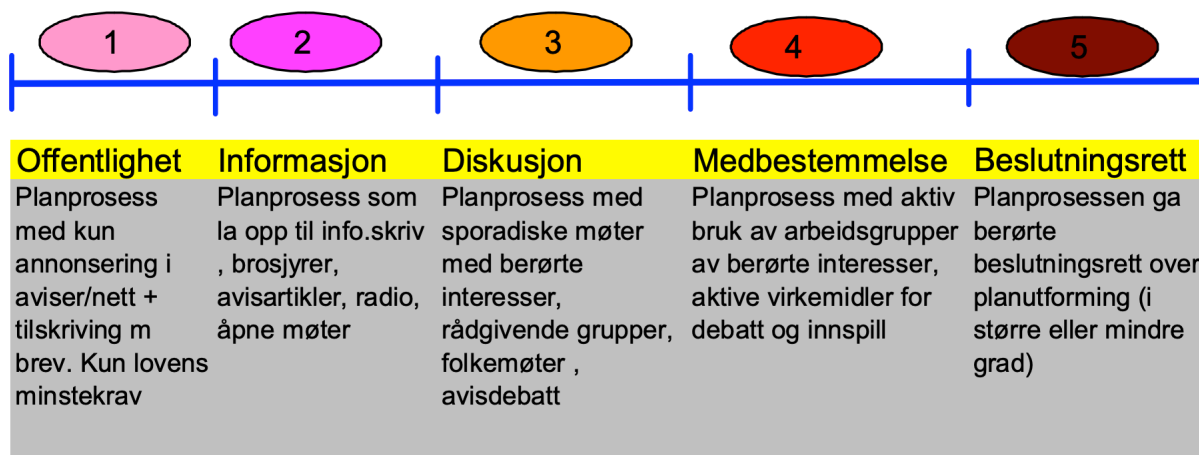 1
2
3
4
5
Offentlighet
Planprosess
med kun
annonsering i
aviser/nett +
tilskriving m
brev. Kun lovens
minstekrav
Informasjon
Planprosess som
la opp til info.skriv
, brosjyrer,
avisartikler, radio,
åpne møter
Diskusjon
Planprosess med
sporadiske møter
med berørte
interesser,
rådgivende grupper,
folkemøter ,
avisdebatt
Medbestemmelse
Planprosess med aktiv
bruk av arbeidsgrupper
av berørte interesser,
aktive virkemidler for
debatt og innspill
Beslutningsrett
Planprosessen ga
berørte
beslutningsrett over
planutforming (i
større eller mindre
grad)